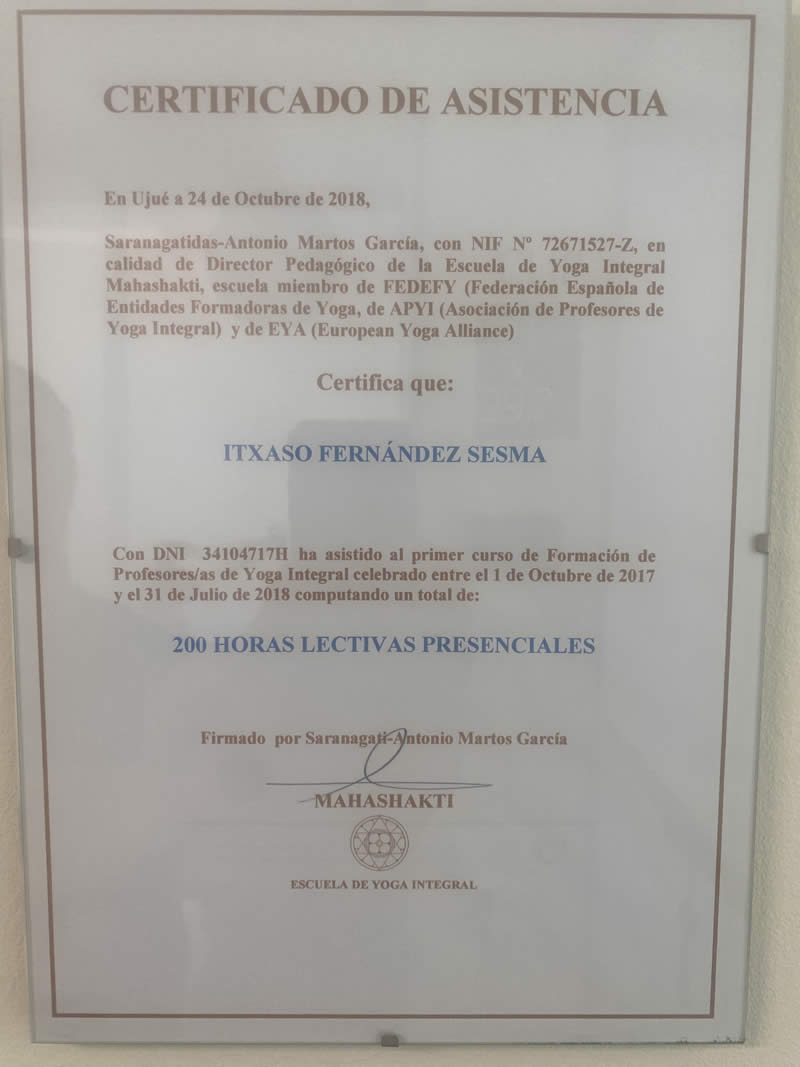 CERTIFICADO DE ASISTENCIA
En Ujué a 24 de Octubre de 2018,
Saranagatidas-Antonio Martos García, con NIF Nº 72671527-Z, en
calidad de Director Pedagógico de la Escuela de Yoga Integral
Mahashakti, escuela miembro de FEDEFY (Federación Española de
Entidades Formadoras de Yoga, de APYI (Asociación de Profesores de
Yoga Integral) y de EYA (European Yoga Alliance)
Certifica que:
ITXASO FERNÁNDEZ SESMA
Con DNI 34104717H ha asistido al primer curso de Formación de
Profesores/as de Yoga Integral celebrado entre el 1 de Octubre de 2017
y el 31 de Julio de 2018 computando un total de:
200 HORAS LECTIVAS PRESENCIALES
Firmado por Saranagati-Antonio Martos García
MAHASHAKTI
ESCUELA DE YOGA INTEGRAL